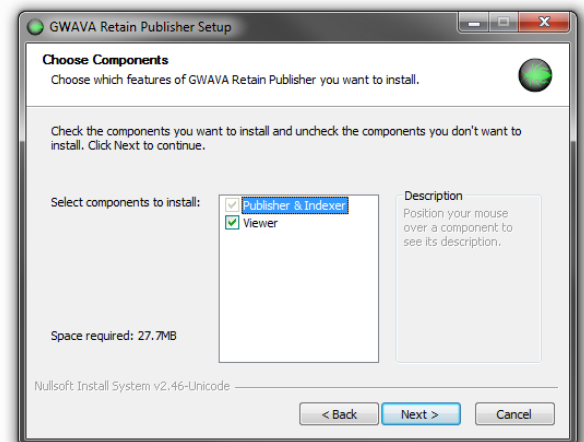 GWAVA Retain Publisher Setup
Choose Components
Choose which features of GWAVA Retain Publisher you want to install.
Check the components you want to install and uncheck the components you don't want to
install. Click Next to continue.
Select components to install:
Publisher & Indexer
Viewer
Description
Position your mouse
over a component to
see its description.
Space required: 27.7MB
Nullsoft Install System v2.46-Unicode
< Back
Next >
Cancel